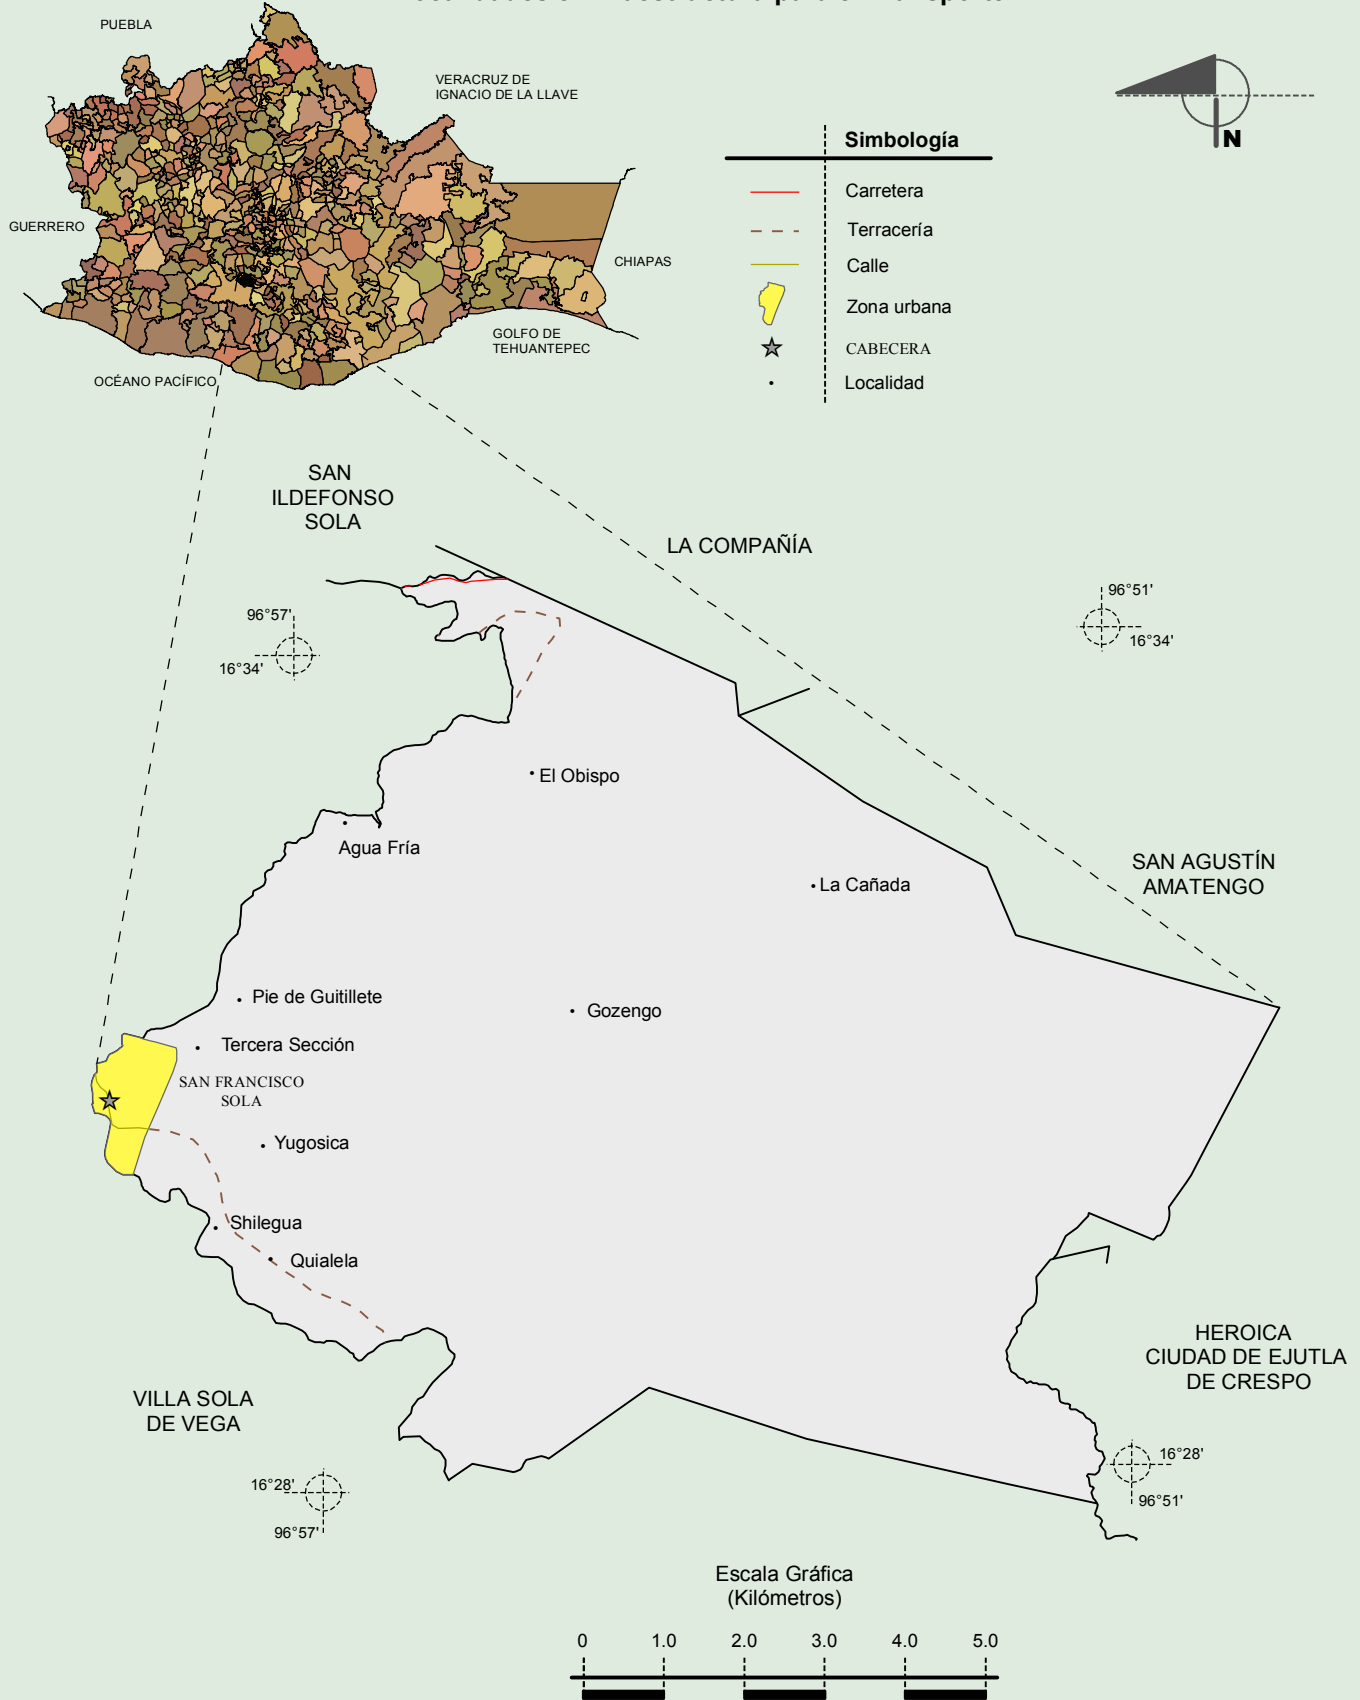 PUEBLA
VERACRUZ DE
IGNACIO DE LA LLAVE
GUERRERO
CHIAPAS
GOLFO DE
TEHUANTEPEC
OCÉANO PACÍFICO
N
Simbología
Carretera
Terracería
Calle
Zona urbana
CABECERA
Localidad
SAN
ILDEFONSO
SOLA
LA COMPAÑÍA
96°57'
16°34'
96°51'
16°34'
El Obispo
Agua Fría
La Cañada
SAN AGUSTÍN
AMATENGO
Pie de Guitillete
Gozengo
Tercera Sección
SAN FRANCISCO
SOLA
Yugosica
Shilegua
Quialela
HEROICA
CIUDAD DE EJUTLA
DE CRESPO
VILLA SOLA
DE VEGA
16°28'
96°57'
16°28'
96°51'
Escala Gráfica
(Kilómetros)
0 1.0 2.0 3.0 4.0 5.0